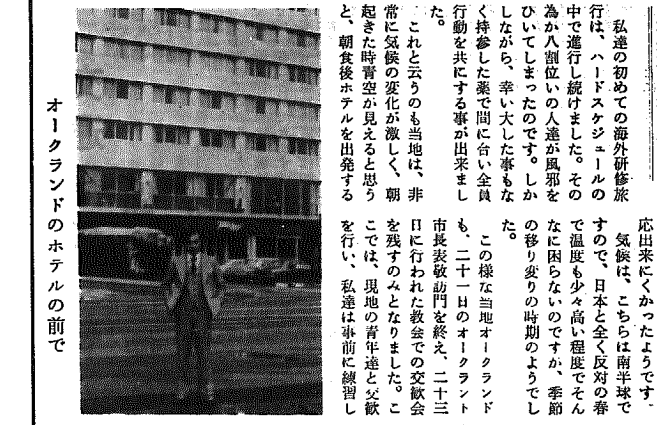 私達の初めての海外研修旅
行は、ハードスケジュールの
中で進行し続けました。その
為か八割位いの人達が風邪を
ひいてしまったのです。しか
しながら、幸い大した事もな
く持参した薬で間に合い全員
行動を共にする事が出来まし
た。
これと云うのも当地は、非
常に気候の変化が激しく、朝
起きた時青空が見えると思う
と、朝食後ホテルを出発する
応出来にくかったようです。
気候は、こちらは南半球で
すので、日本と全く反対の春
で温度も少々高い程度でそん
なに困らないのですが、季節
の移り変りの時期のようでし
た。
この様な当地オークランド
も、二十一日のオークランド
市長表敬訪門を終え、二十三
日に行われた教会での交歓会
を残すのみとなりました。こ
こでは、現地の青年達と交歓
を行い、私達は事前に練習し
オークランドのホテルの前で